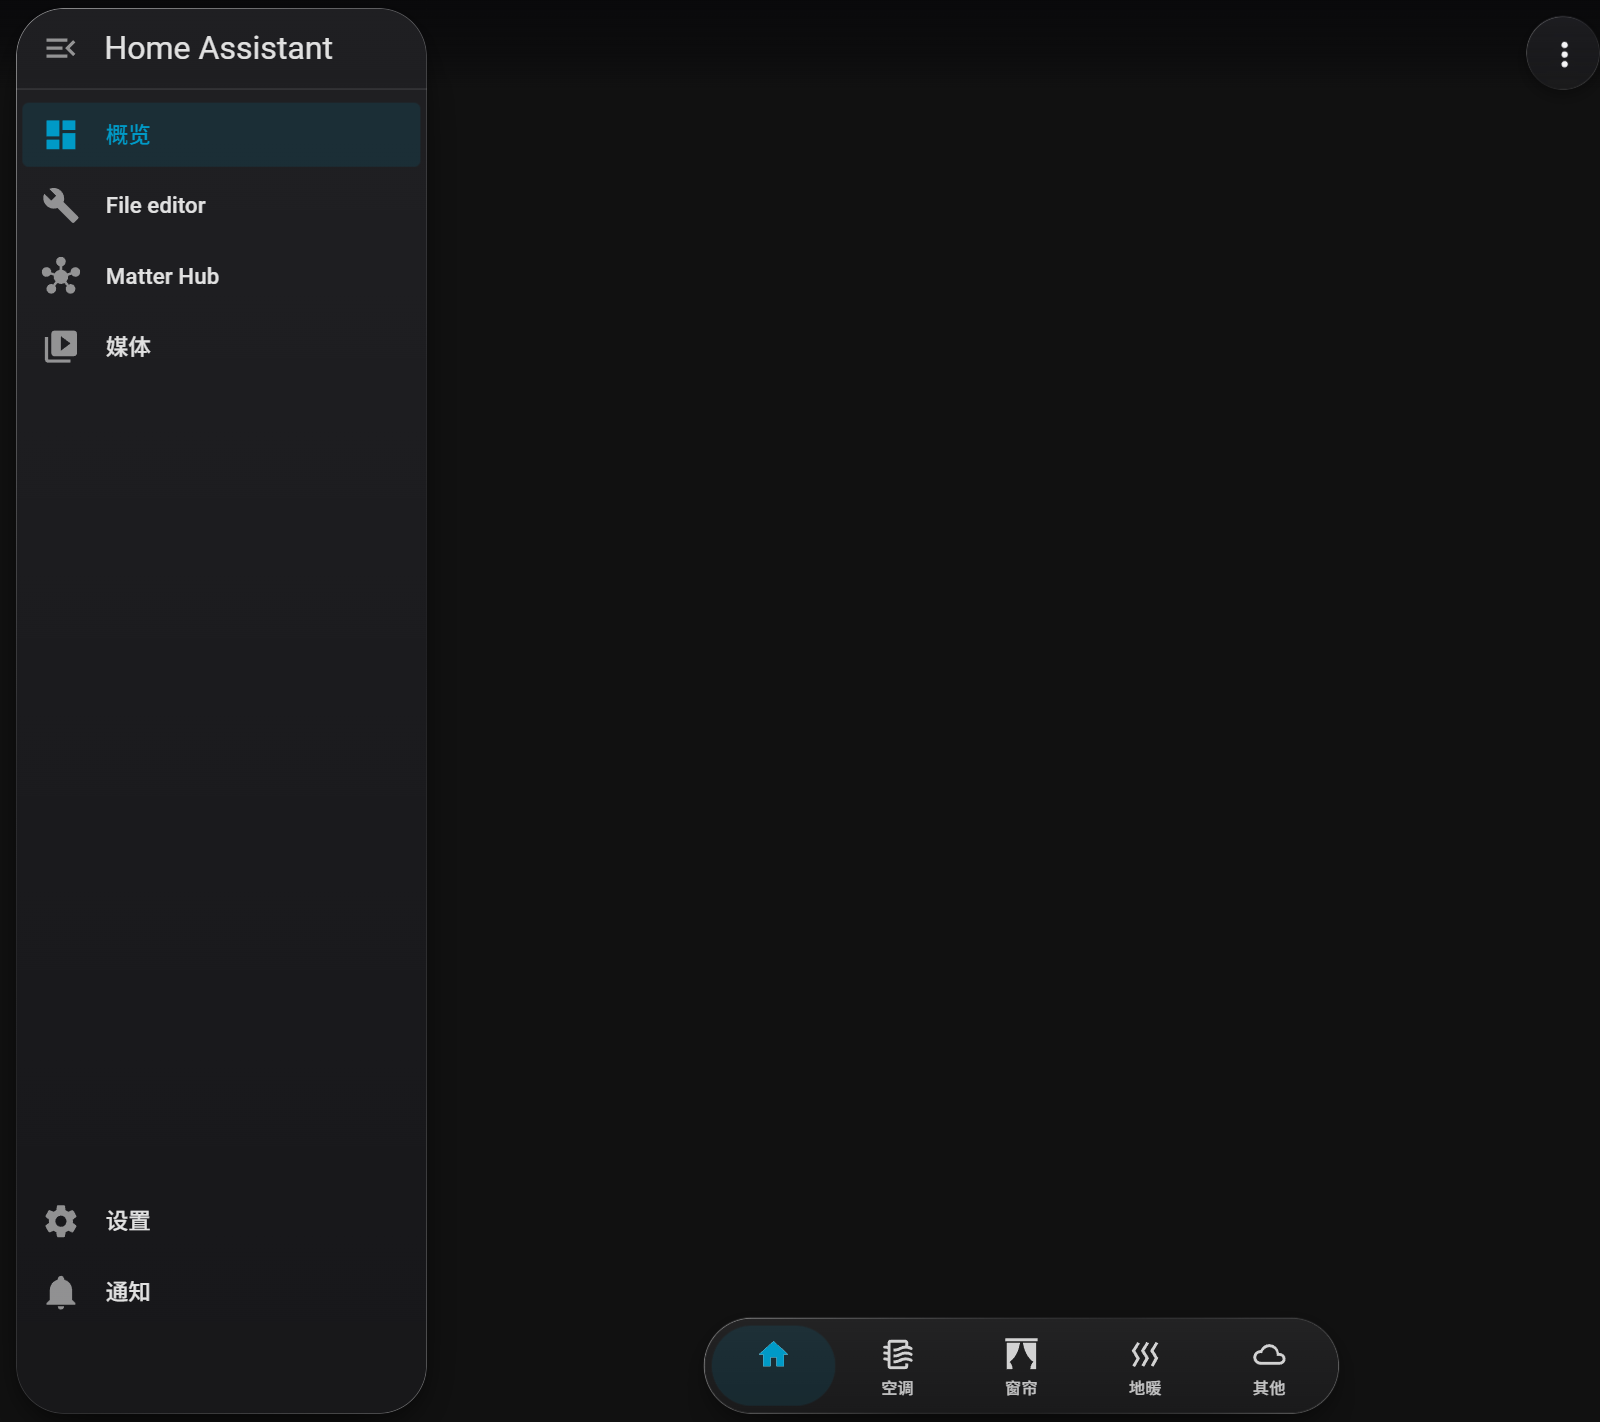 Home Assistant
概览
File editor
Matter Hub
媒体
设置
通知
空调
窗帘
地暖
其他